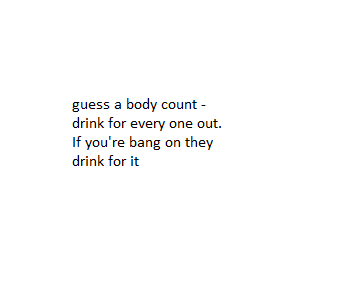 guess a body count -
drink for every one out.
If you're bang on they
drink for it